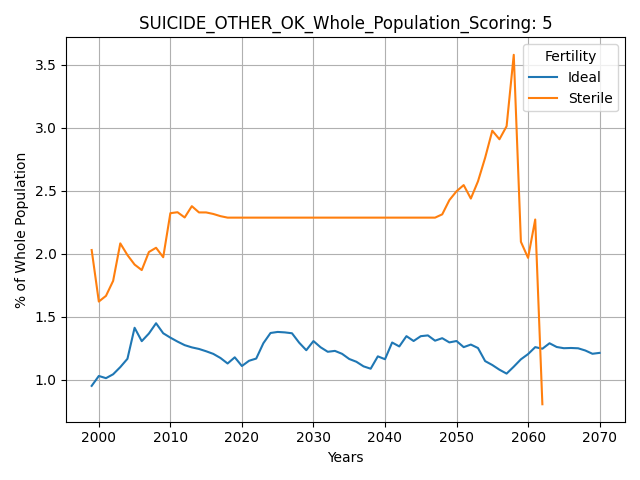 SUICIDE_OTHER_OK_Whole_Population_Scoring: 5
Fertility
Ideal
Sterile
% of Whole Population
3.5
3.0
2.5
2.0
1.5
1.0
2000 2010 2020 2030 2040 2050 2060 2070
Years